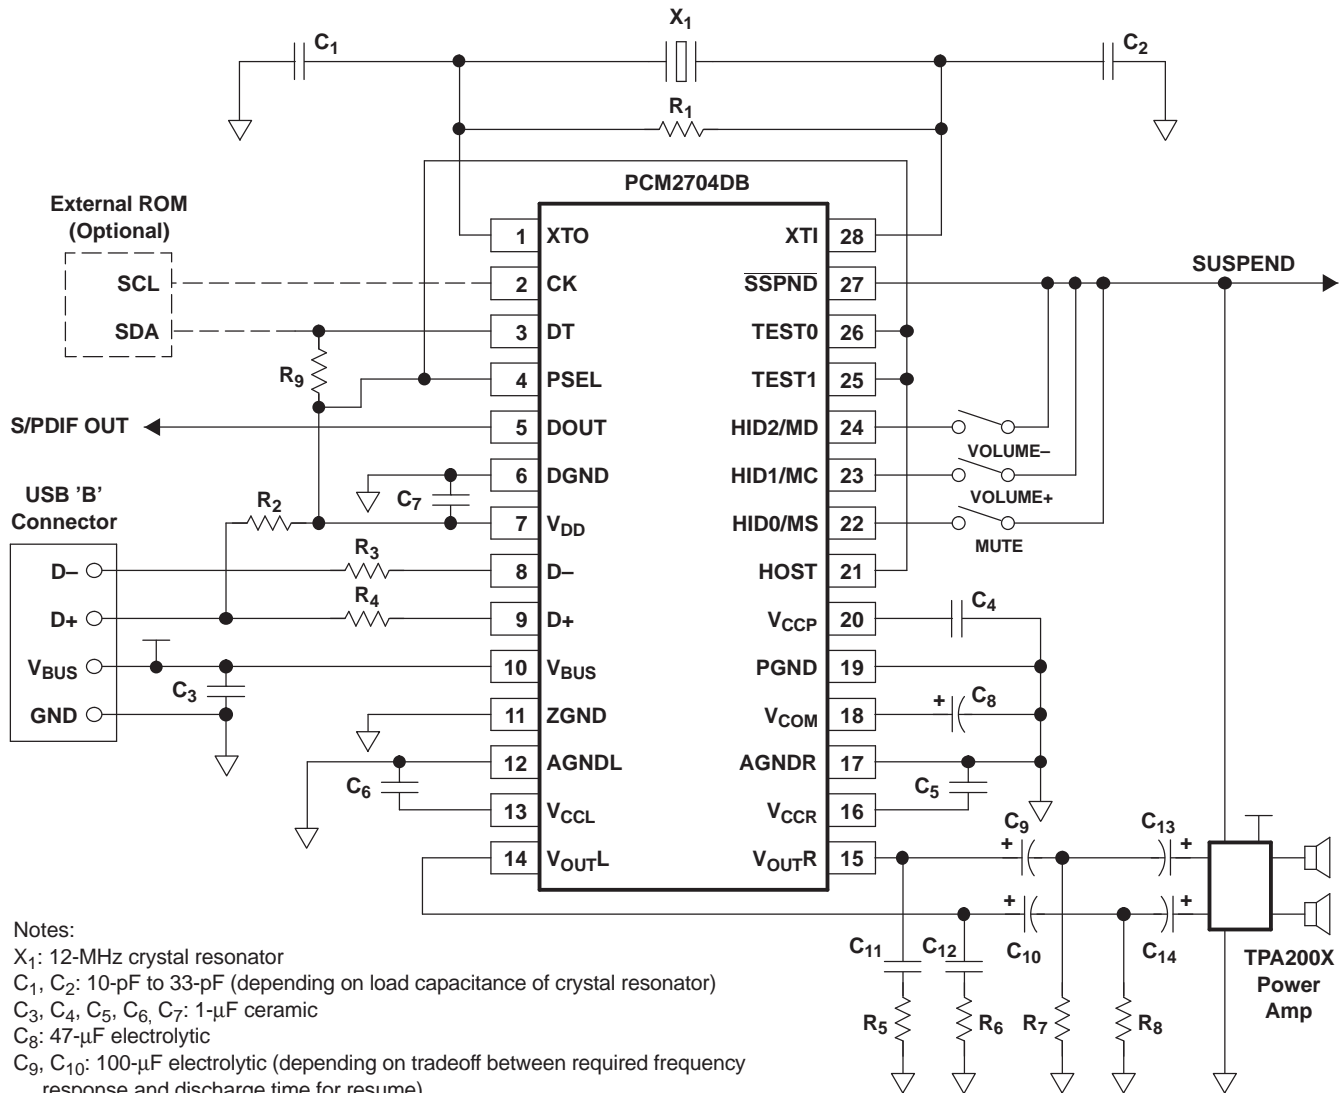 X1
C1
C2
R1
PCM2704DB
External ROM
(Optional)
SCL
SDA
R9
S/PDIF OUT
USB 'B'
Connector
D–
D+
VBUS
GND
R2
R3
R4
C3
C7
C6
1 XTO
2 CK
3 DT
4 PSEL
5 DOUT
6 DGND
7 VDD
8 D–
9 D+
10 VBUS
11 ZGND
12 AGNDL
13 VCCL
14 VOUTL
XTI 28
SSPND 27
TEST0 26
TEST1 25
HID2/MD 24
HID1/MC 23
HID0/MS 22
HOST 21
VCCP 20
PGND 19
VCOM 18
AGNDR 17
VCCR 16
VOUTR 15
SUSPEND
VOLUME–
VOLUME+
MUTE
C4
+ C8
C5
C9
+
C13
+
+
C10
+
C14
C11
C12
R5
R6
R7
R8
TPA200X
Power
Amp
Notes:
X1: 12-MHz crystal resonator
C1, C2: 10-pF to 33-pF (depending on load capacitance of crystal resonator)
C3, C4, C5, C6, C7: 1-μF ceramic
C8: 47-μF electrolytic
C9, C10: 100-μF electrolytic (depending on tradeoff between required frequency
response and discharge time for resume)